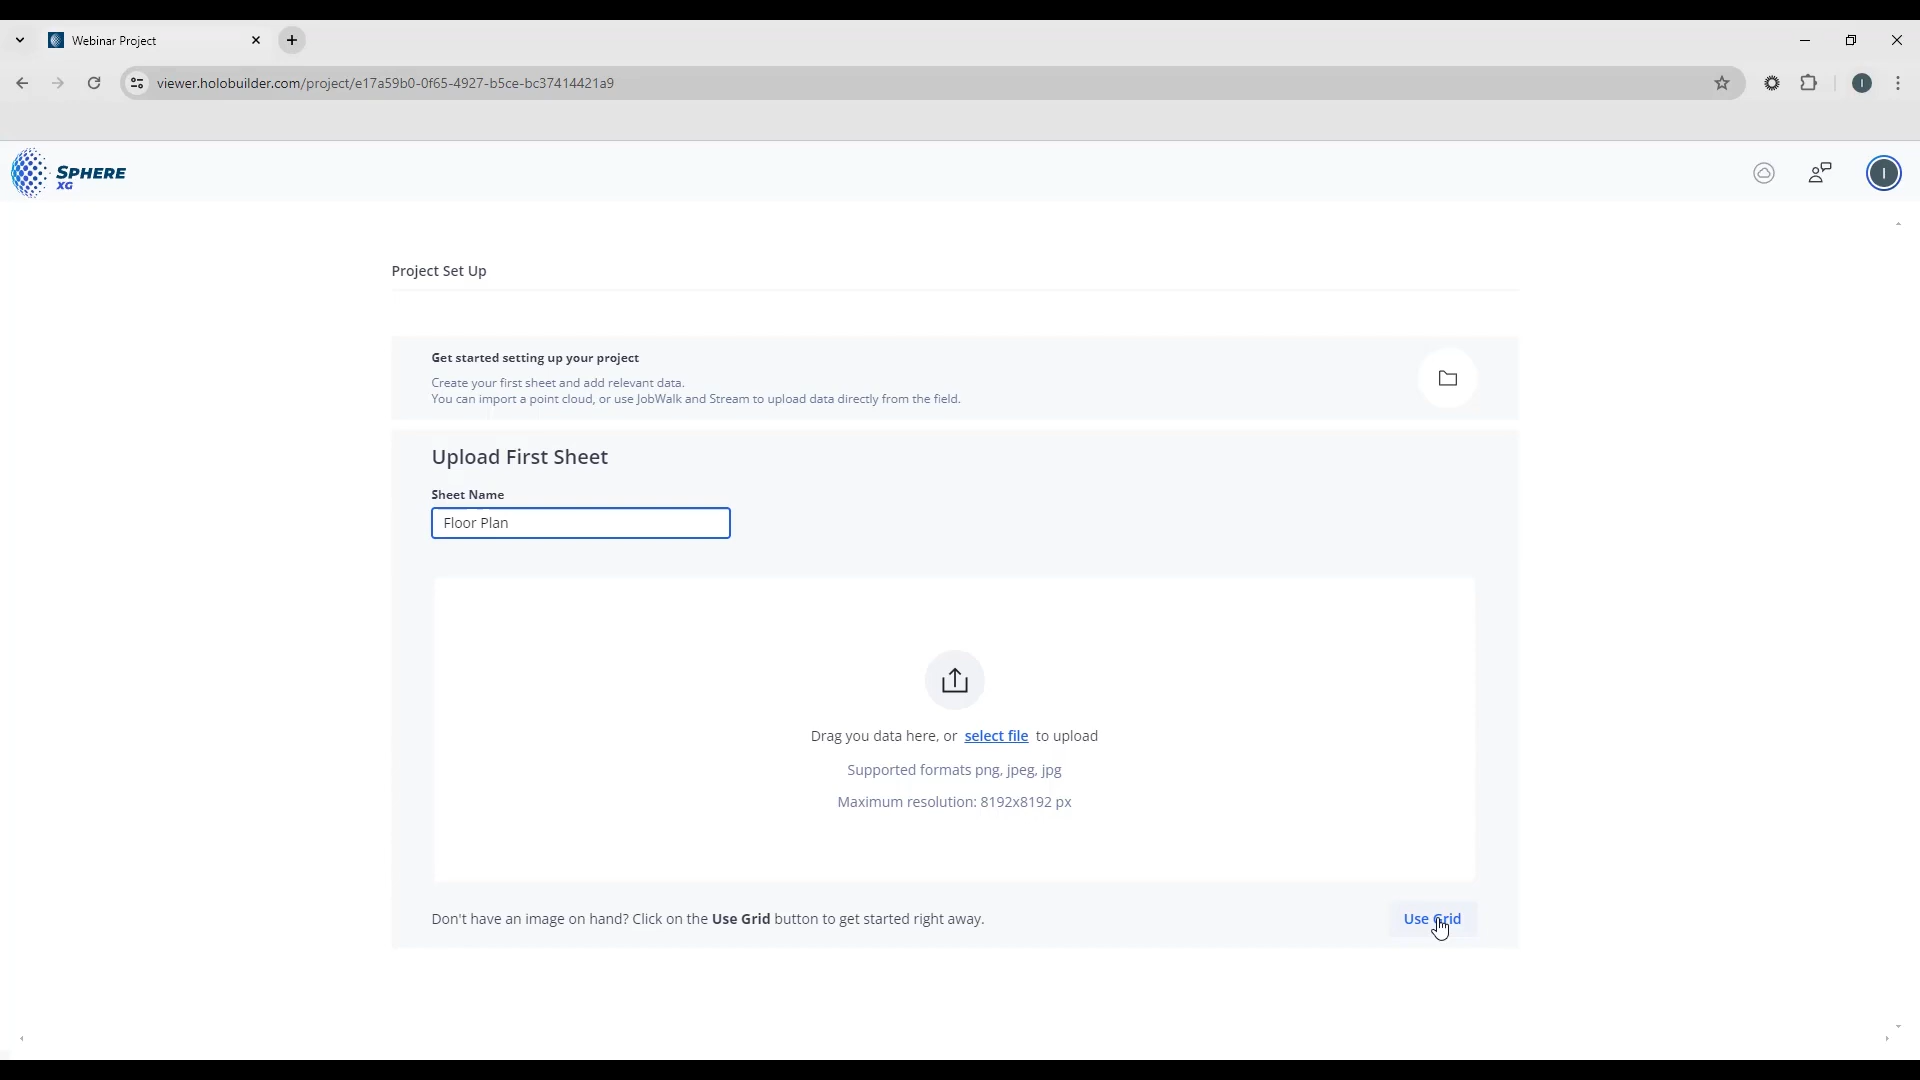 Webinar Project
viewer.holobuilder.com/project/e17a59b0-0f65-4927-b5ce-bc37414421a9
I
SPHERE
XG
I
Project Set Up
Get started setting up your project
Create your first sheet and add relevant data.
You can import a point cloud, or use JobWalk and Stream to upload data directly from the field.
Upload First Sheet
Sheet Name
Floor Plan
Drag you data here, or select file to upload
Supported formats png, jpeg, jpg
Maximum resolution: 8192x8192 px
Don't have an image on hand? Click on the Use Grid button to get started right away.
Use Grid